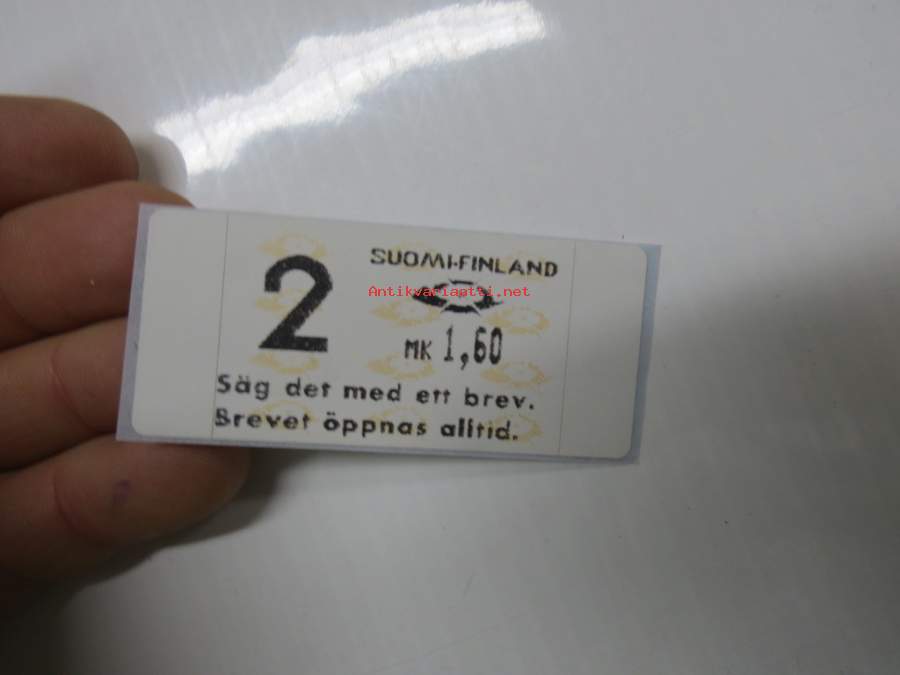 2
SUOMI-FINLAND
Antikvariaatti.net
MK 1,60
Säg det med ett brev.
Brevet öppnas alltid.